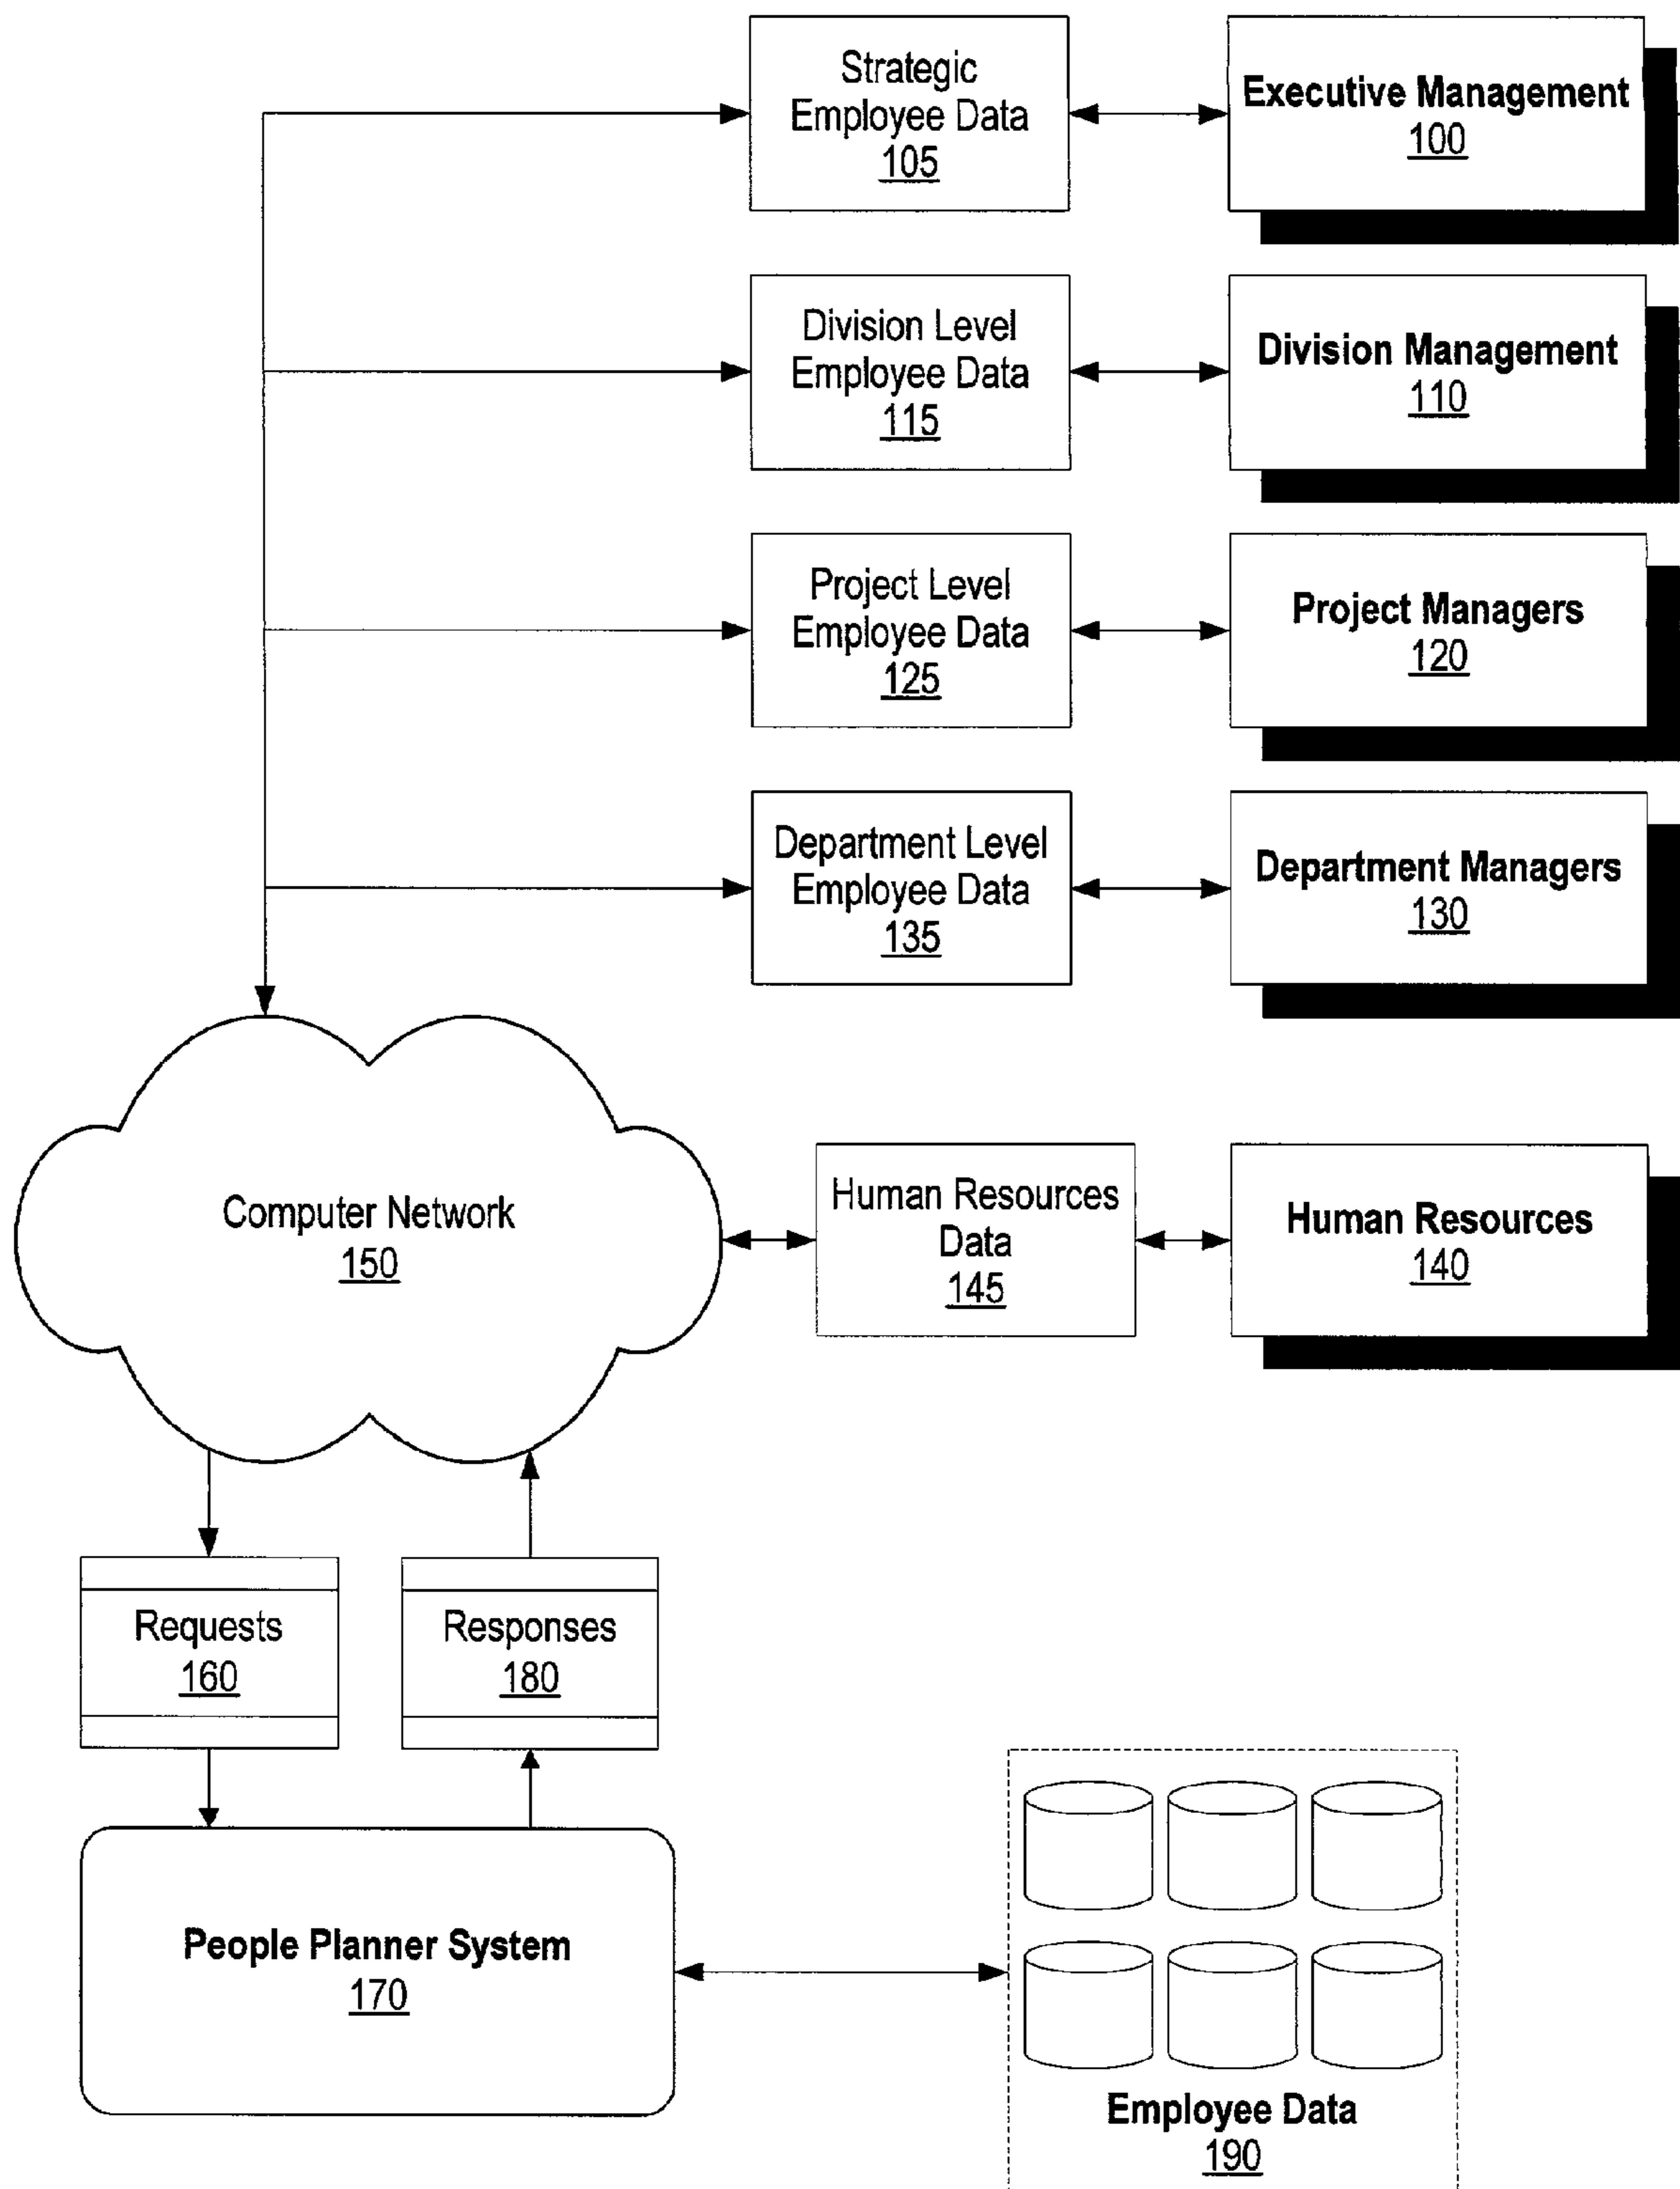 Strategic
Employee Data
105
Executive Management
100
Division Level
Employee Data
115
Division Management
110
Project Level
Employee Data
125
Project Managers
120
Department Level
Employee Data
135
Department Managers
130
Computer Network
150
Human Resources
Data
145
Human Resources
140
Requests
160
Responses
180
People Planner System
170
Employee Data
190